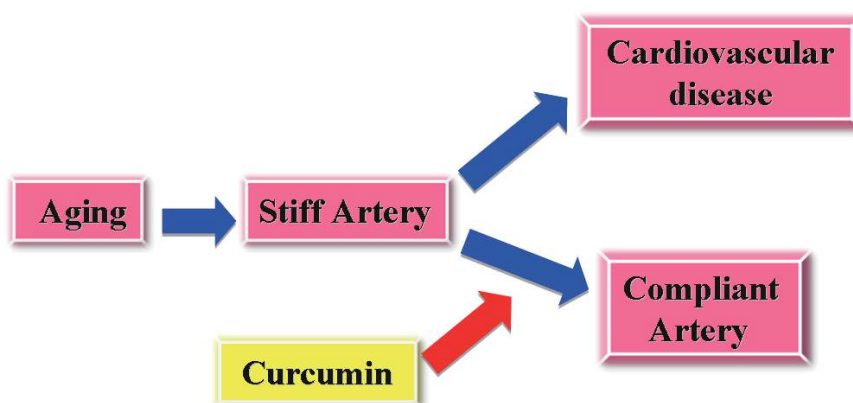 Cardiovascular
disease
Aging
Stiff Artery
Compliant
Artery
Curcumin